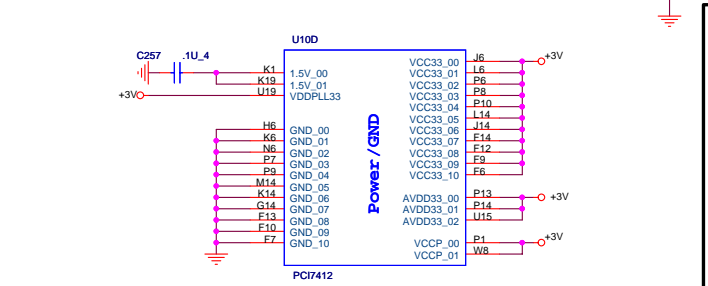 U10D
C257 .1U_4
K1 1.5V_00
K19 1.5V_01
+3V U19 VDDPLL33
H6 GND_00
K6 GND_01
N6 GND_02
P7 GND_03
P9 GND_04
M14 GND_05
K14 GND_06
G14 GND_07
F13 GND_08
F10 GND_09
F7 GND_10
Power/GND
VCC33_00 J6 +3V
VCC33_01 L6
VCC33_02 P6
VCC33_03 P8
VCC33_04 P10
VCC33_05 L14
VCC33_06 J14
VCC33_07 F14
VCC33_08 F12
VCC33_09 F9
VCC33_10 F6
AVDD33_00 P13 +3V
AVDD33_01 P14
AVDD33_02 U15
VCCP_00 P1 +3V
VCCP_01 W8
PCI7412